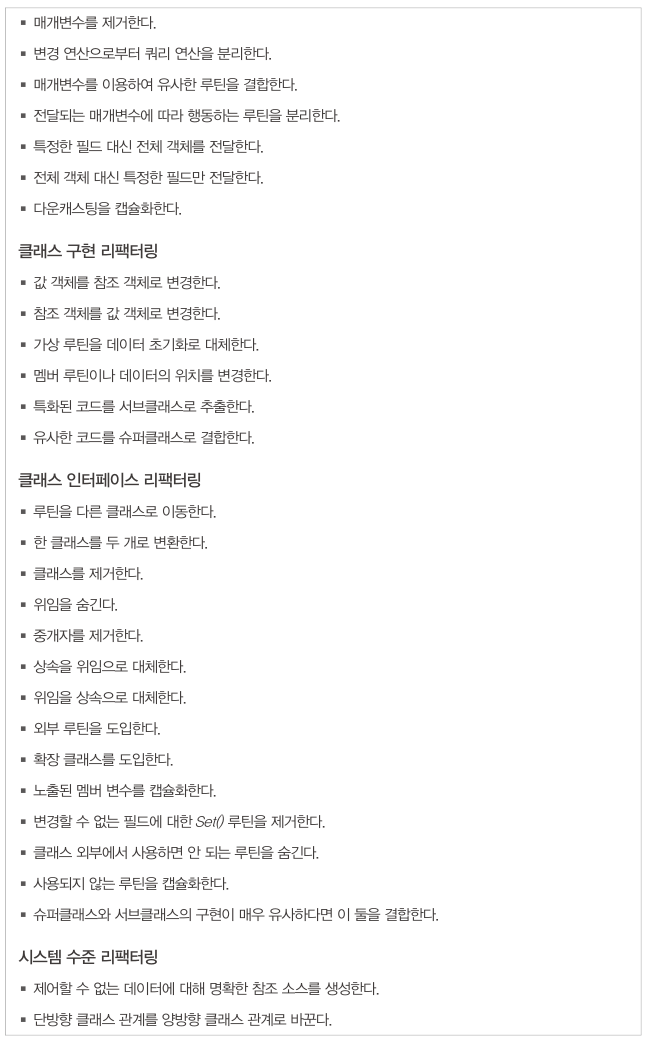 ▪ 매개변수를 제거한다.
▪ 변경 연산으로부터 쿼리 연산을 분리한다.
▪ 매개변수를 이용하여 유사한 루틴을 결합한다.
▪ 전달되는 매개변수에 따라 행동하는 루틴을 분리한다.
▪ 특정한 필드 대신 전체 객체를 전달한다.
▪ 전체 객체 대신 특정한 필드만 전달한다.
▪ 다운캐스팅을 캡슐화한다.
클래스 구현 리팩터링
▪ 값 객체를 참조 객체로 변경한다.
▪ 참조 객체를 값 객체로 변경한다.
▪ 가상 루틴을 데이터 초기화로 대체한다.
▪ 멤버 루틴이나 데이터의 위치를 변경한다.
▪ 특화된 코드를 서브클래스로 추출한다.
▪ 유사한 코드를 슈퍼클래스로 결합한다.
클래스 인터페이스 리팩터링
▪ 루틴을 다른 클래스로 이동한다.
▪ 한 클래스를 두 개로 변환한다.
▪ 클래스를 제거한다.
▪ 위임을 숨긴다.
▪ 중개자를 제거한다.
▪ 상속을 위임으로 대체한다.
▪ 위임을 상속으로 대체한다.
▪ 외부 루틴을 도입한다.
▪ 확장 클래스를 도입한다.
▪ 노출된 멤버 변수를 캡슐화한다.
▪ 변경할 수 없는 필드에 대한 Set() 루틴을 제거한다.
▪ 클래스 외부에서 사용하면 안 되는 루틴을 숨긴다.
▪ 사용되지 않는 루틴을 캡슐화한다.
▪ 슈퍼클래스와 서브클래스의 구현이 매우 유사하다면 이 둘을 결합한다.
시스템 수준 리팩터링
▪ 제어할 수 없는 데이터에 대해 명확한 참조 소스를 생성한다.
▪ 단방향 클래스 관계를 양방향 클래스 관계로 바꾼다.